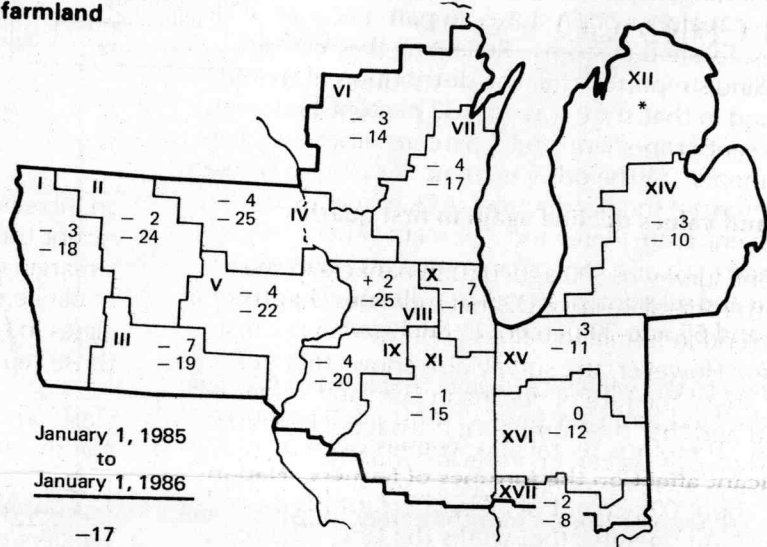 farmland
XII
*
VI
– 3
– 14
VII
– 4
– 17
XIV
– 3
– 10
I
– 3
– 18
II
– 2
– 24
– 4
– 25
IV
V
– 4
– 22
III
– 7
– 19
+ 2
– 25
VIII
X
– 7
– 11
IX
– 4
– 20
XI
– 1
– 15
XV
– 3
– 11
XVI
0
– 12
XVII
– 2
– 8
January 1, 1985
to
January 1, 1986
–17